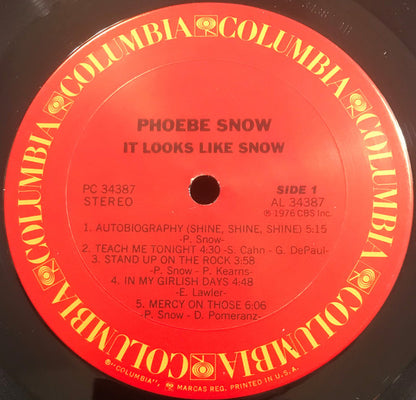 COLUMBIA COLUMBIA COLUMBIA COLUMBIA COLUMBIA COLUMBIA
PHOEBE SNOW
IT LOOKS LIKE SNOW
PC 34387
STEREO
SIDE 1
AL 34387
℗ 1976 CBS Inc.
1. AUTOBIOGRAPHY (SHINE, SHINE, SHINE) 5:15
-P. Snow-
2. TEACH ME TONIGHT 4:30 -S. Cahn - G. DePaul-
3. STAND UP ON THE ROCK 3:58
-P. Snow - P. Kearns-
4. IN MY GIRLISH DAYS 4:48
-E. Lawler-
5. MERCY ON THOSE 6:06
-P. Snow - D. Pomeranz-
®"COLUMBIA", MARCAS REG. PRINTED IN U.S.A.